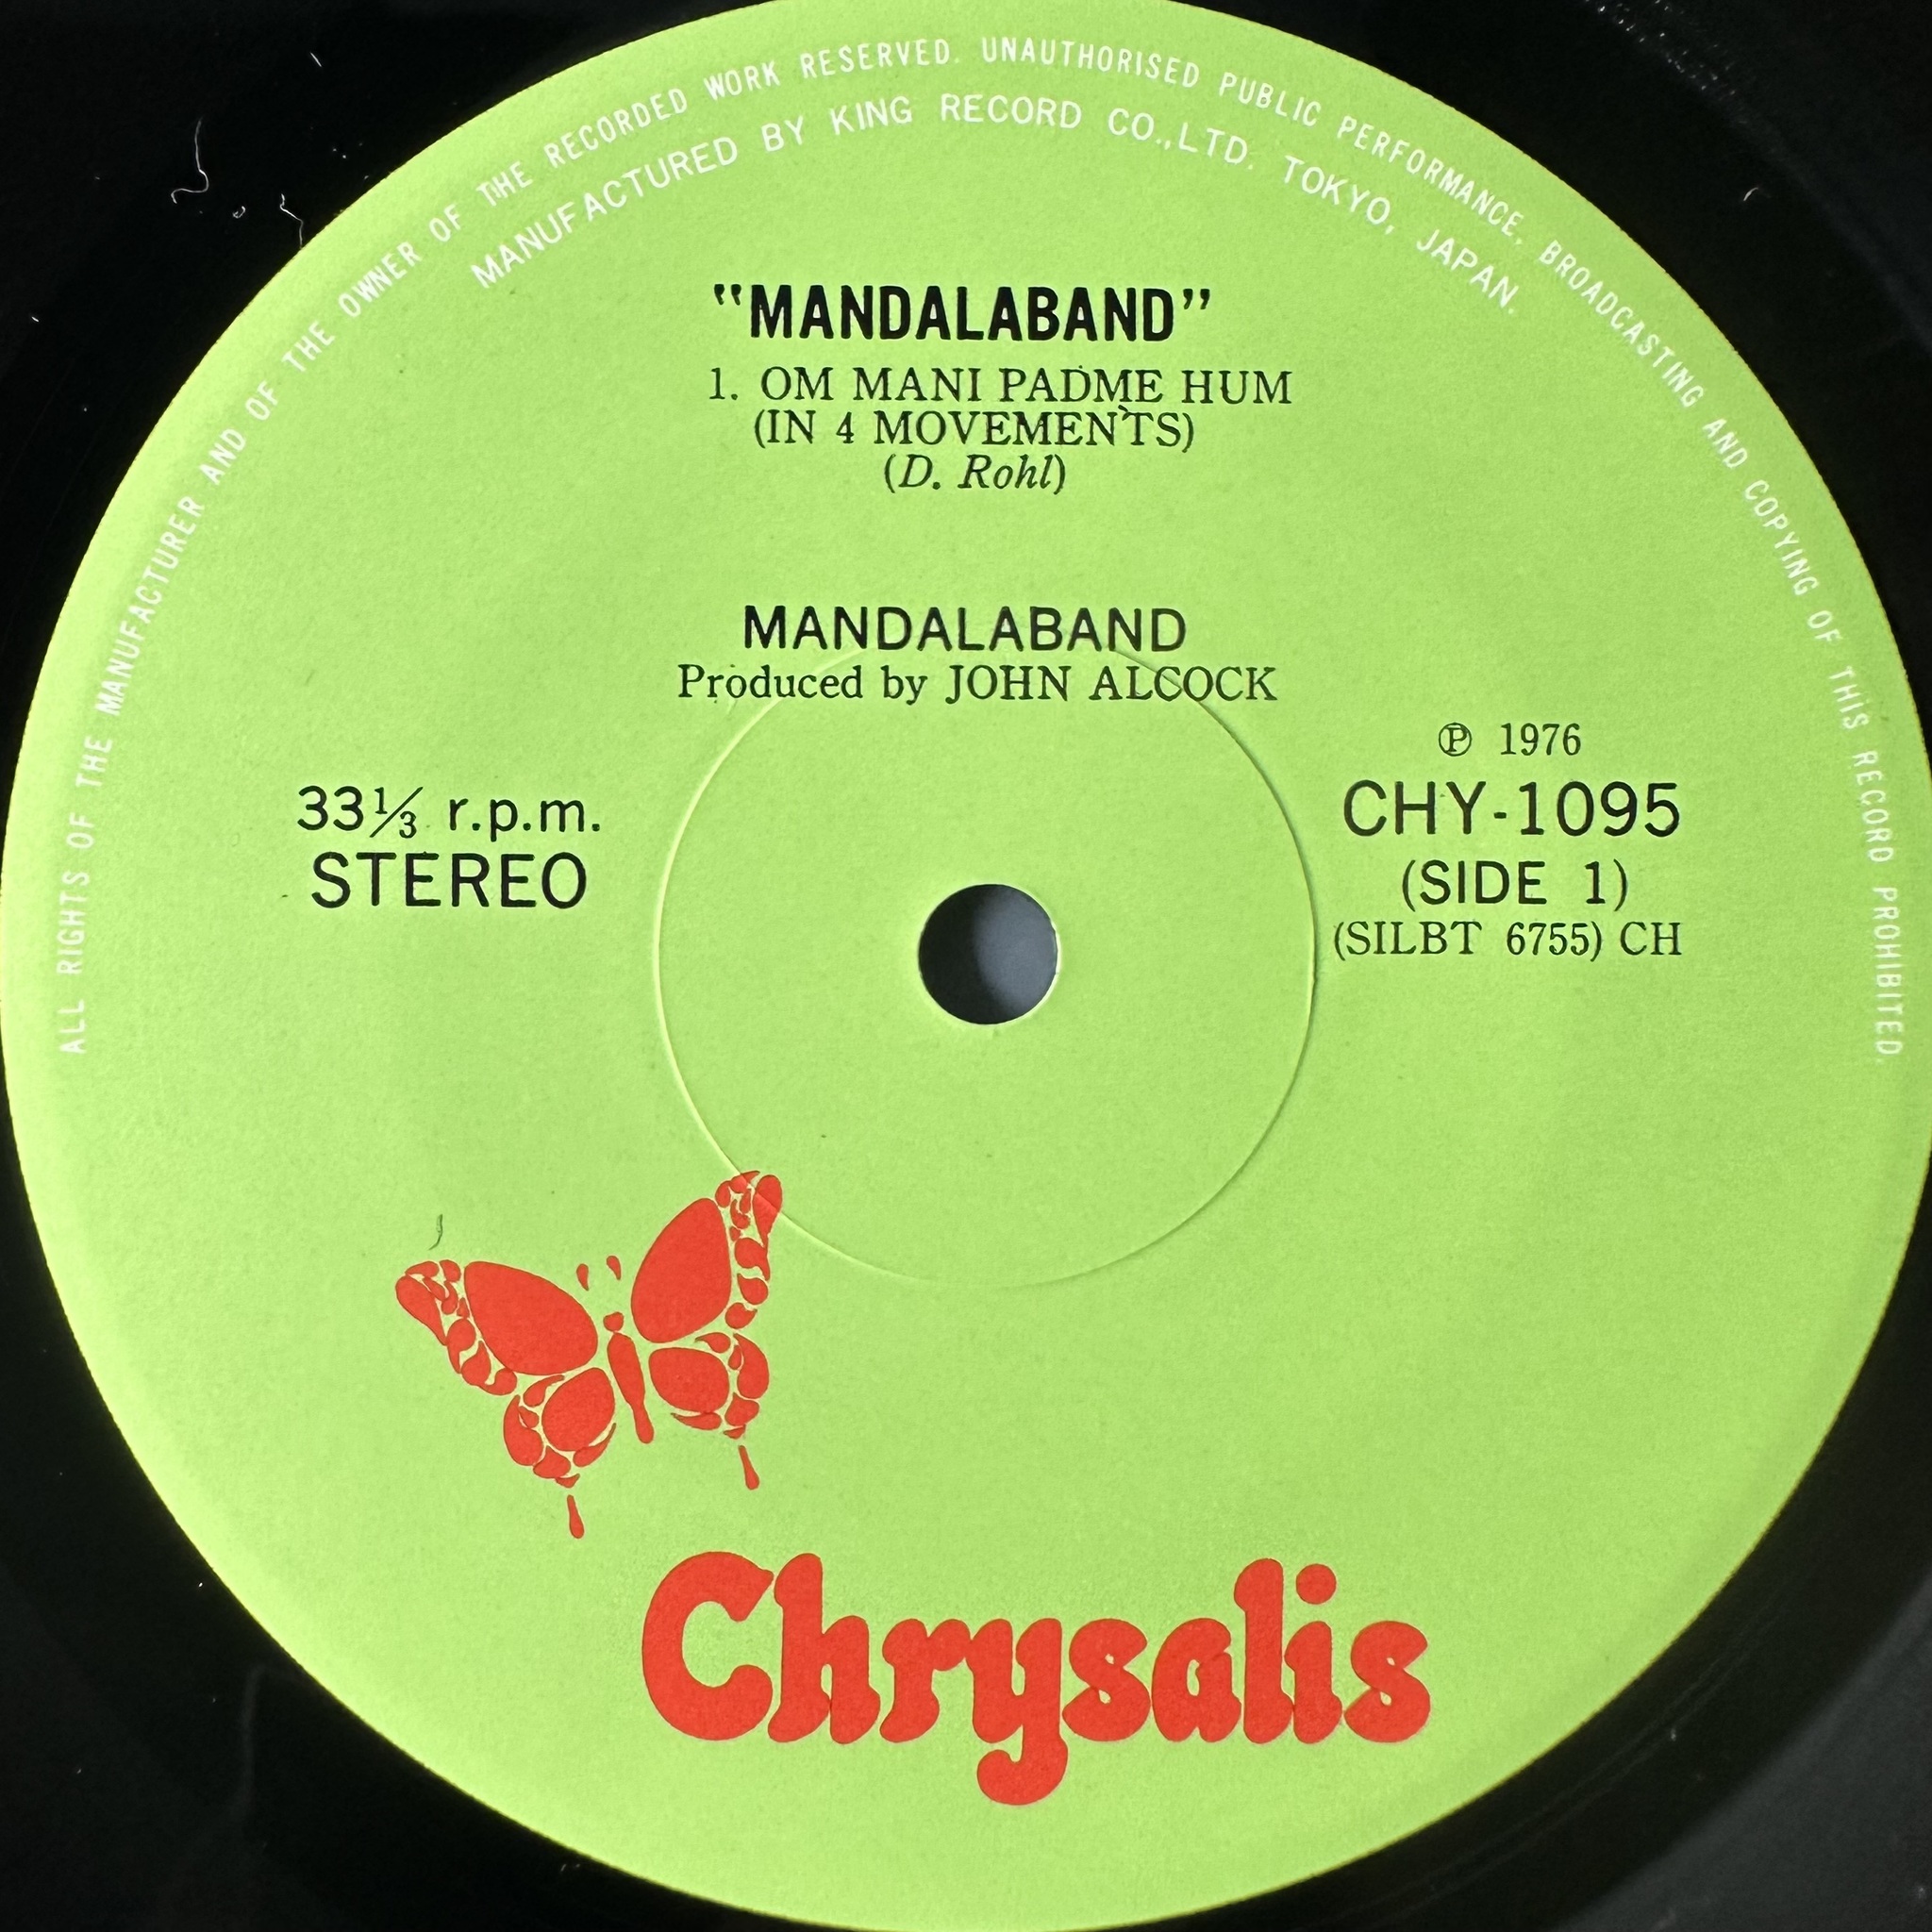 ALL RIGHTS OF THE MANUFACTURER AND OF THE OWNER OF THE RECORDED WORK RESERVED. UNAUTHORISED PUBLIC PERFORMANCE, BROADCASTING AND COPYING OF THIS RECORD PROHIBITED.
MANUFACTURED BY KING RECORD CO.,LTD. TOKYO, JAPAN.
"MANDALABAND"
1. OM MANI PADME HUM
(IN 4 MOVEMENTS)
(D. Rohl)
MANDALABAND
Produced by JOHN ALCOCK
33⅓ r.p.m.
STEREO
Ⓟ 1976
CHY-1095
(SIDE 1)
(SILBT 6755) CH
Chrysalis